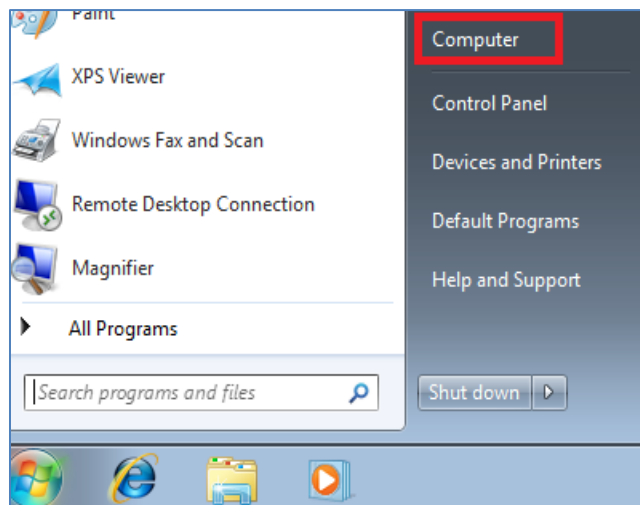 Paint
XPS Viewer
Windows Fax and Scan
Remote Desktop Connection
Magnifier
All Programs
Search programs and files
Computer
Control Panel
Devices and Printers
Default Programs
Help and Support
Shut down